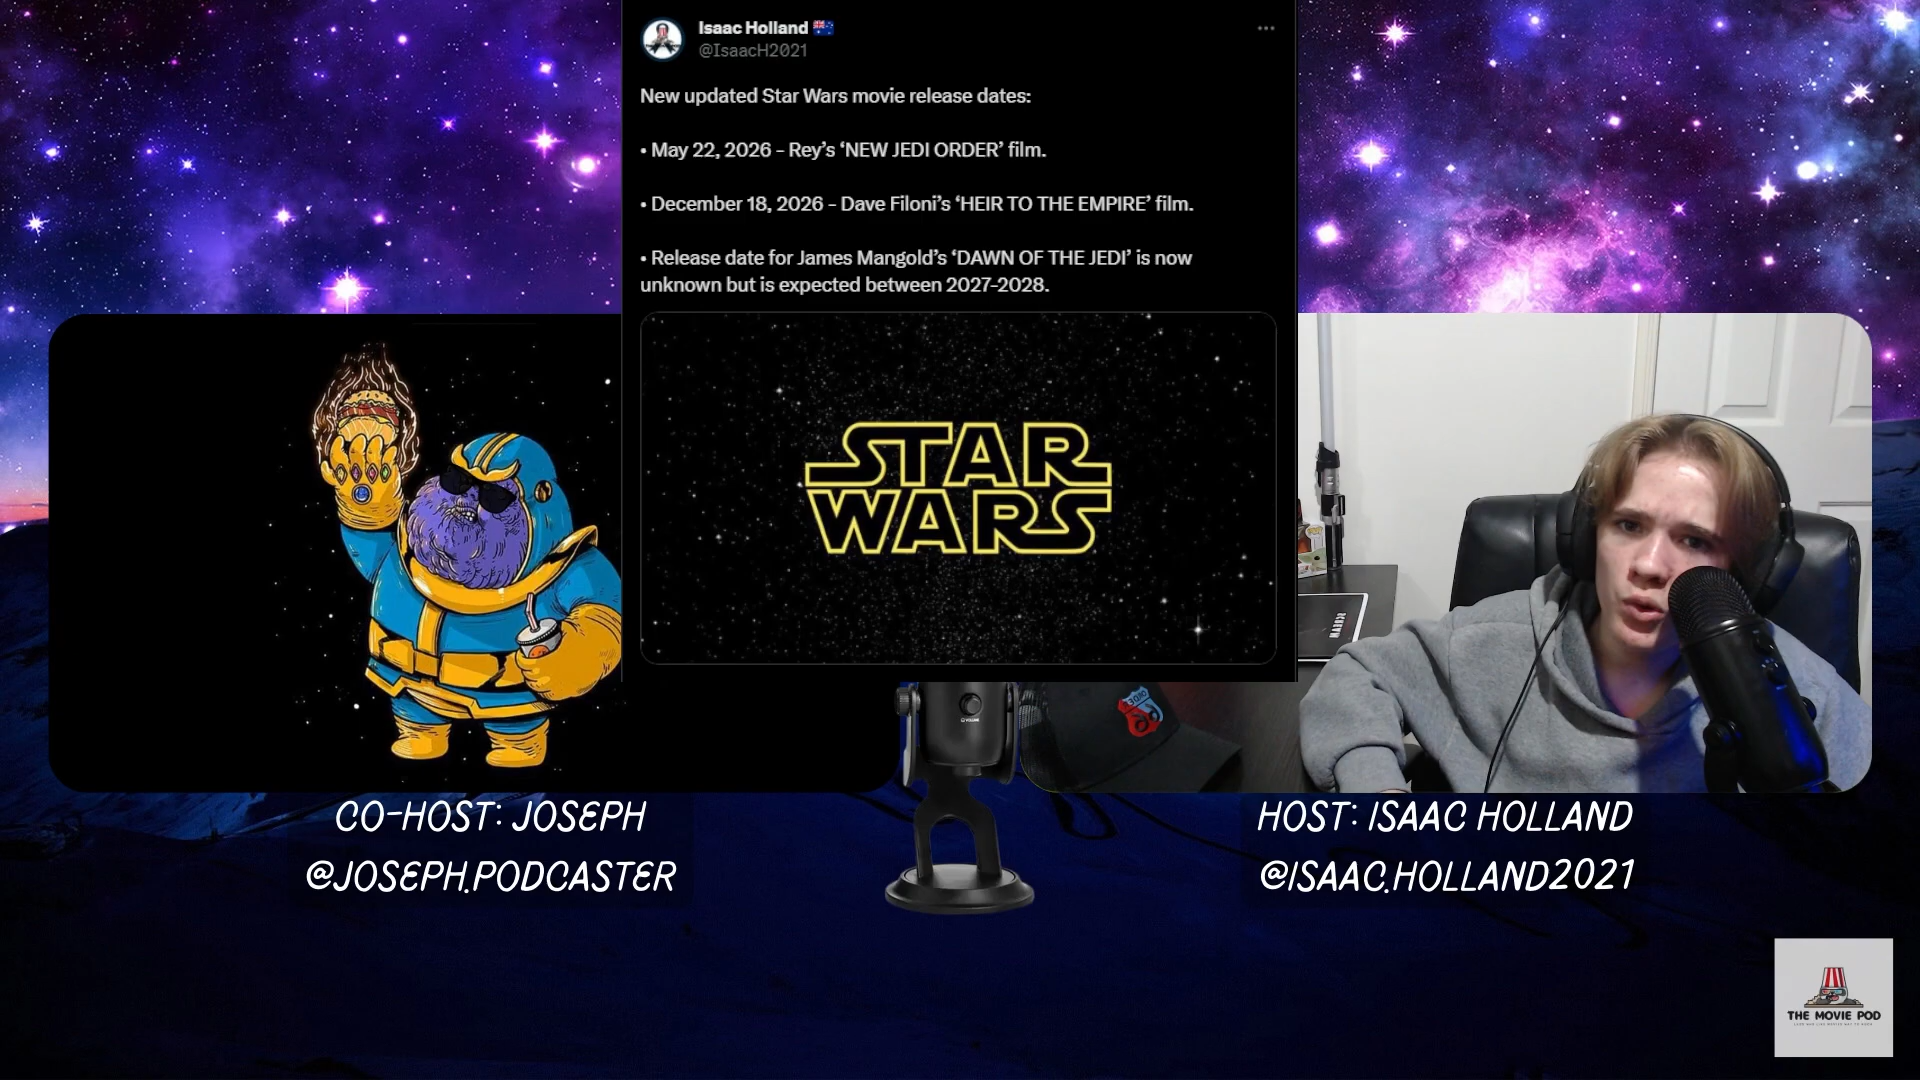 Isaac Holland
@IsaacH2021
New updated Star Wars movie release dates:
• May 22, 2026 - Rey’s ‘NEW JEDI ORDER’ film.
• December 18, 2026 - Dave Filoni’s ‘HEIR TO THE EMPIRE’ film.
• Release date for James Mangold’s ‘DAWN OF THE JEDI’ is now
unknown but is expected between 2027-2028.
STAR
WARS
VOLUME
CO-HOST: JOSEPH
@JOSEPH.PODCASTER
HOST: ISAAC HOLLAND
@ISAAC.HOLLAND2021
THE MOVIE POD